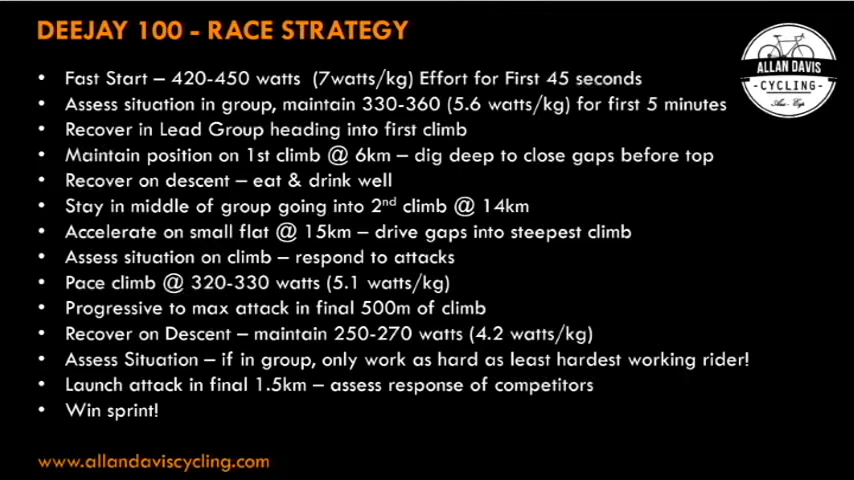 DEEJAY 100 - RACE STRATEGY
• Fast Start – 420-450 watts (7watts/kg) Effort for First 45 seconds
• Assess situation in group, maintain 330-360 (5.6 watts/kg) for first 5 minutes
• Recover in Lead Group heading into first climb
• Maintain position on 1st climb @ 6km – dig deep to close gaps before top
• Recover on descent – eat & drink well
• Stay in middle of group going into 2nd climb @ 14km
• Accelerate on small flat @ 15km – drive gaps into steepest climb
• Assess situation on climb – respond to attacks
• Pace climb @ 320-330 watts (5.1 watts/kg)
• Progressive to max attack in final 500m of climb
• Recover on Descent – maintain 250-270 watts (4.2 watts/kg)
• Assess Situation – if in group, only work as hard as least hardest working rider!
• Launch attack in final 1.5km – assess response of competitors
• Win sprint!
www.allandaviscycling.com
ALLAN DAVIS
-CYCLING-